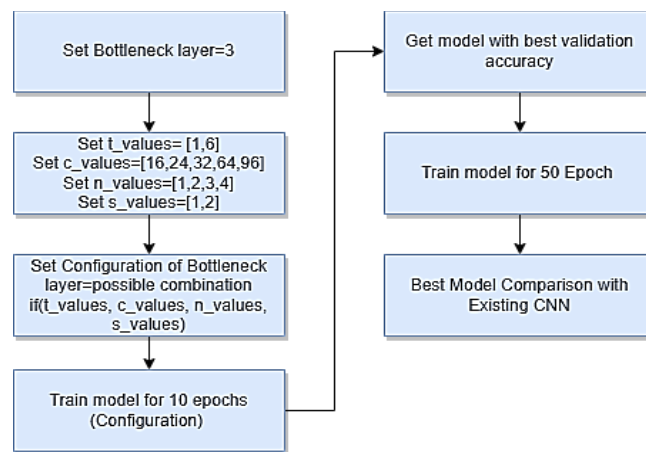 Set Bottleneck layer=3
Set t_values= [1,6]
Set c_values=[16,24,32,64,96]
Set n_values=[1,2,3,4]
Set s_values=[1,2]
Set Configuration of Bottleneck
layer=possible combination
if(t_values, c_values, n_values,
s_values)
Train model for 10 epochs
(Configuration)
Get model with best validation
accuracy
Train model for 50 Epoch
Best Model Comparison with
Existing CNN